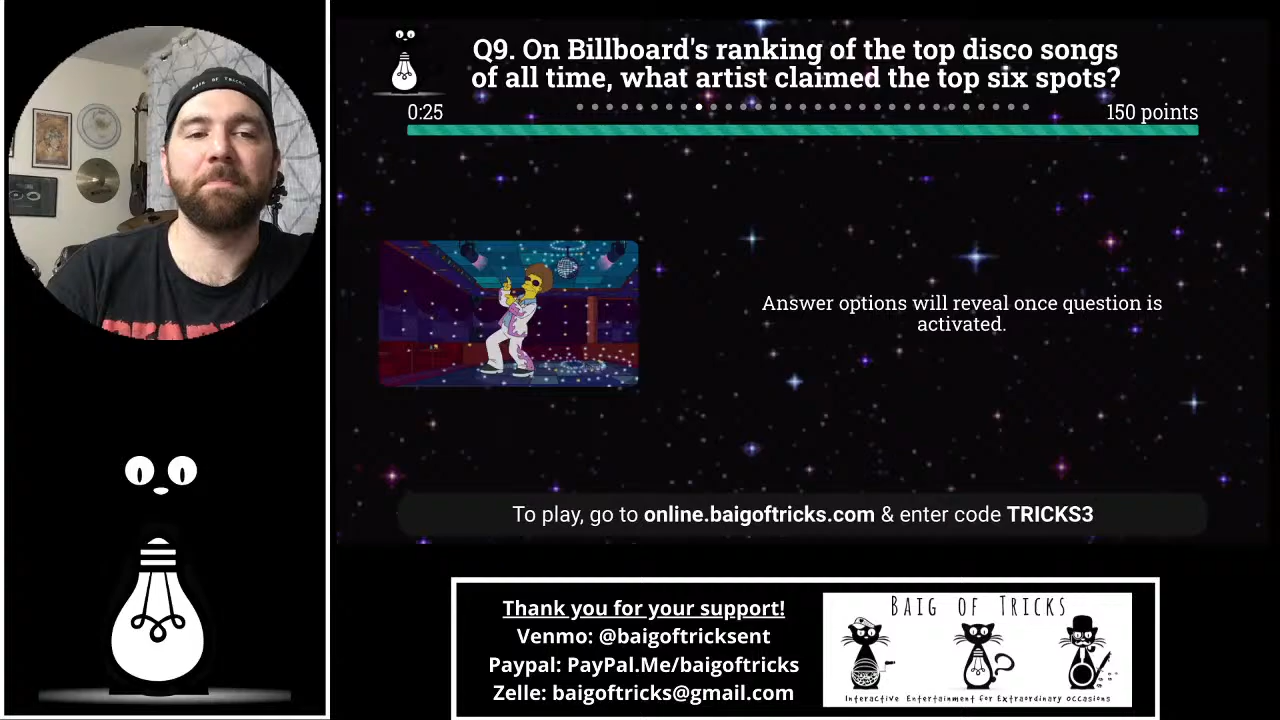 Q9. On Billboard's ranking of the top disco songs
of all time, what artist claimed the top six spots?
0:25
150 points
Answer options will reveal once question is
activated.
To play, go to online.baigoftricks.com & enter code TRICKS3
Thank you for your support!
Venmo: @baigoftricksent
Paypal: PayPal.Me/baigoftricks
Zelle: baigoftricks@gmail.com
BAIG OF TRICKS
Interactive Entertainment for Extraordinary occasions